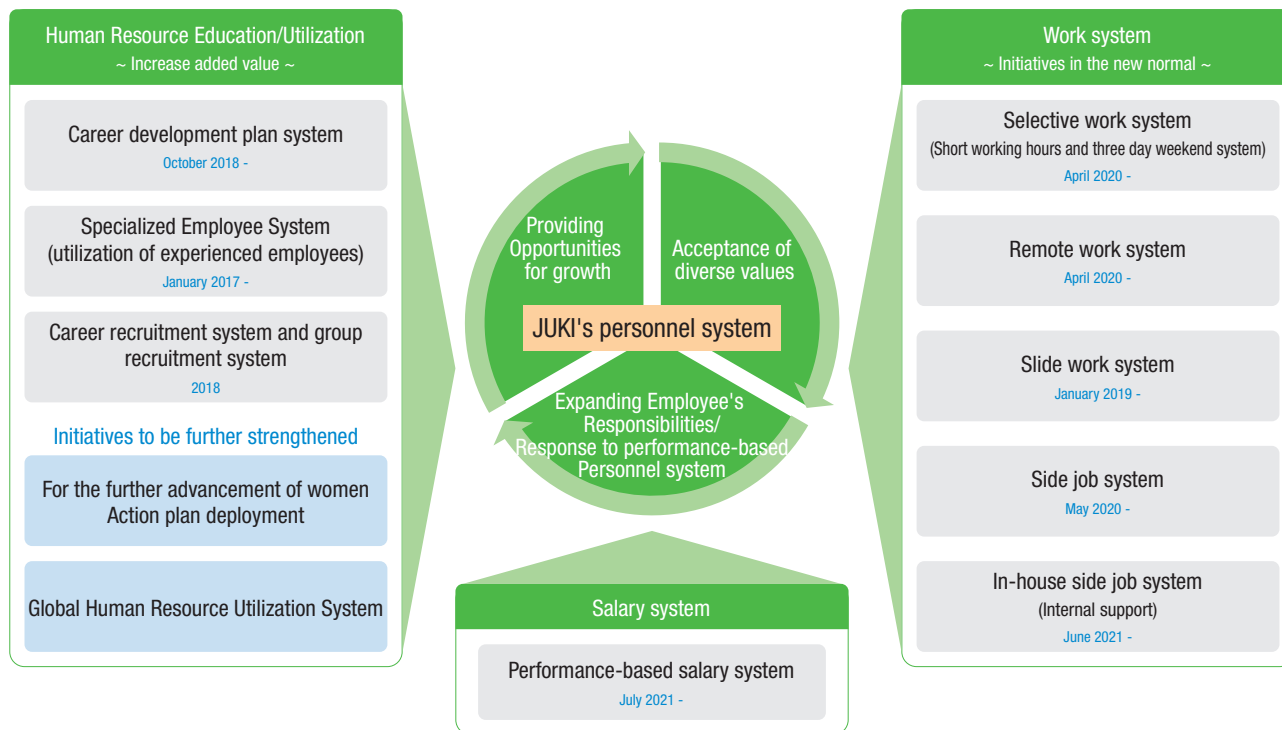 Human Resource Education/Utilization
~ Increase added value ~
Career development plan system
October 2018 -
Specialized Employee System
(utilization of experienced employees)
January 2017 -
Career recruitment system and group
recruitment system
2018
Initiatives to be further strengthened
For the further advancement of women
Action plan deployment
Global Human Resource Utilization System
Providing
Opportunities
for growth
Acceptance of
diverse values
JUKI's personnel system
Expanding Employee's
Responsibilities/
Response to performance-based
Personnel system
Salary system
Performance-based salary system
July 2021 -
Work system
~ Initiatives in the new normal ~
Selective work system
(Short working hours and three day weekend system)
April 2020 -
Remote work system
April 2020 -
Slide work system
January 2019 -
Side job system
May 2020 -
In-house side job system
(Internal support)
June 2021 -